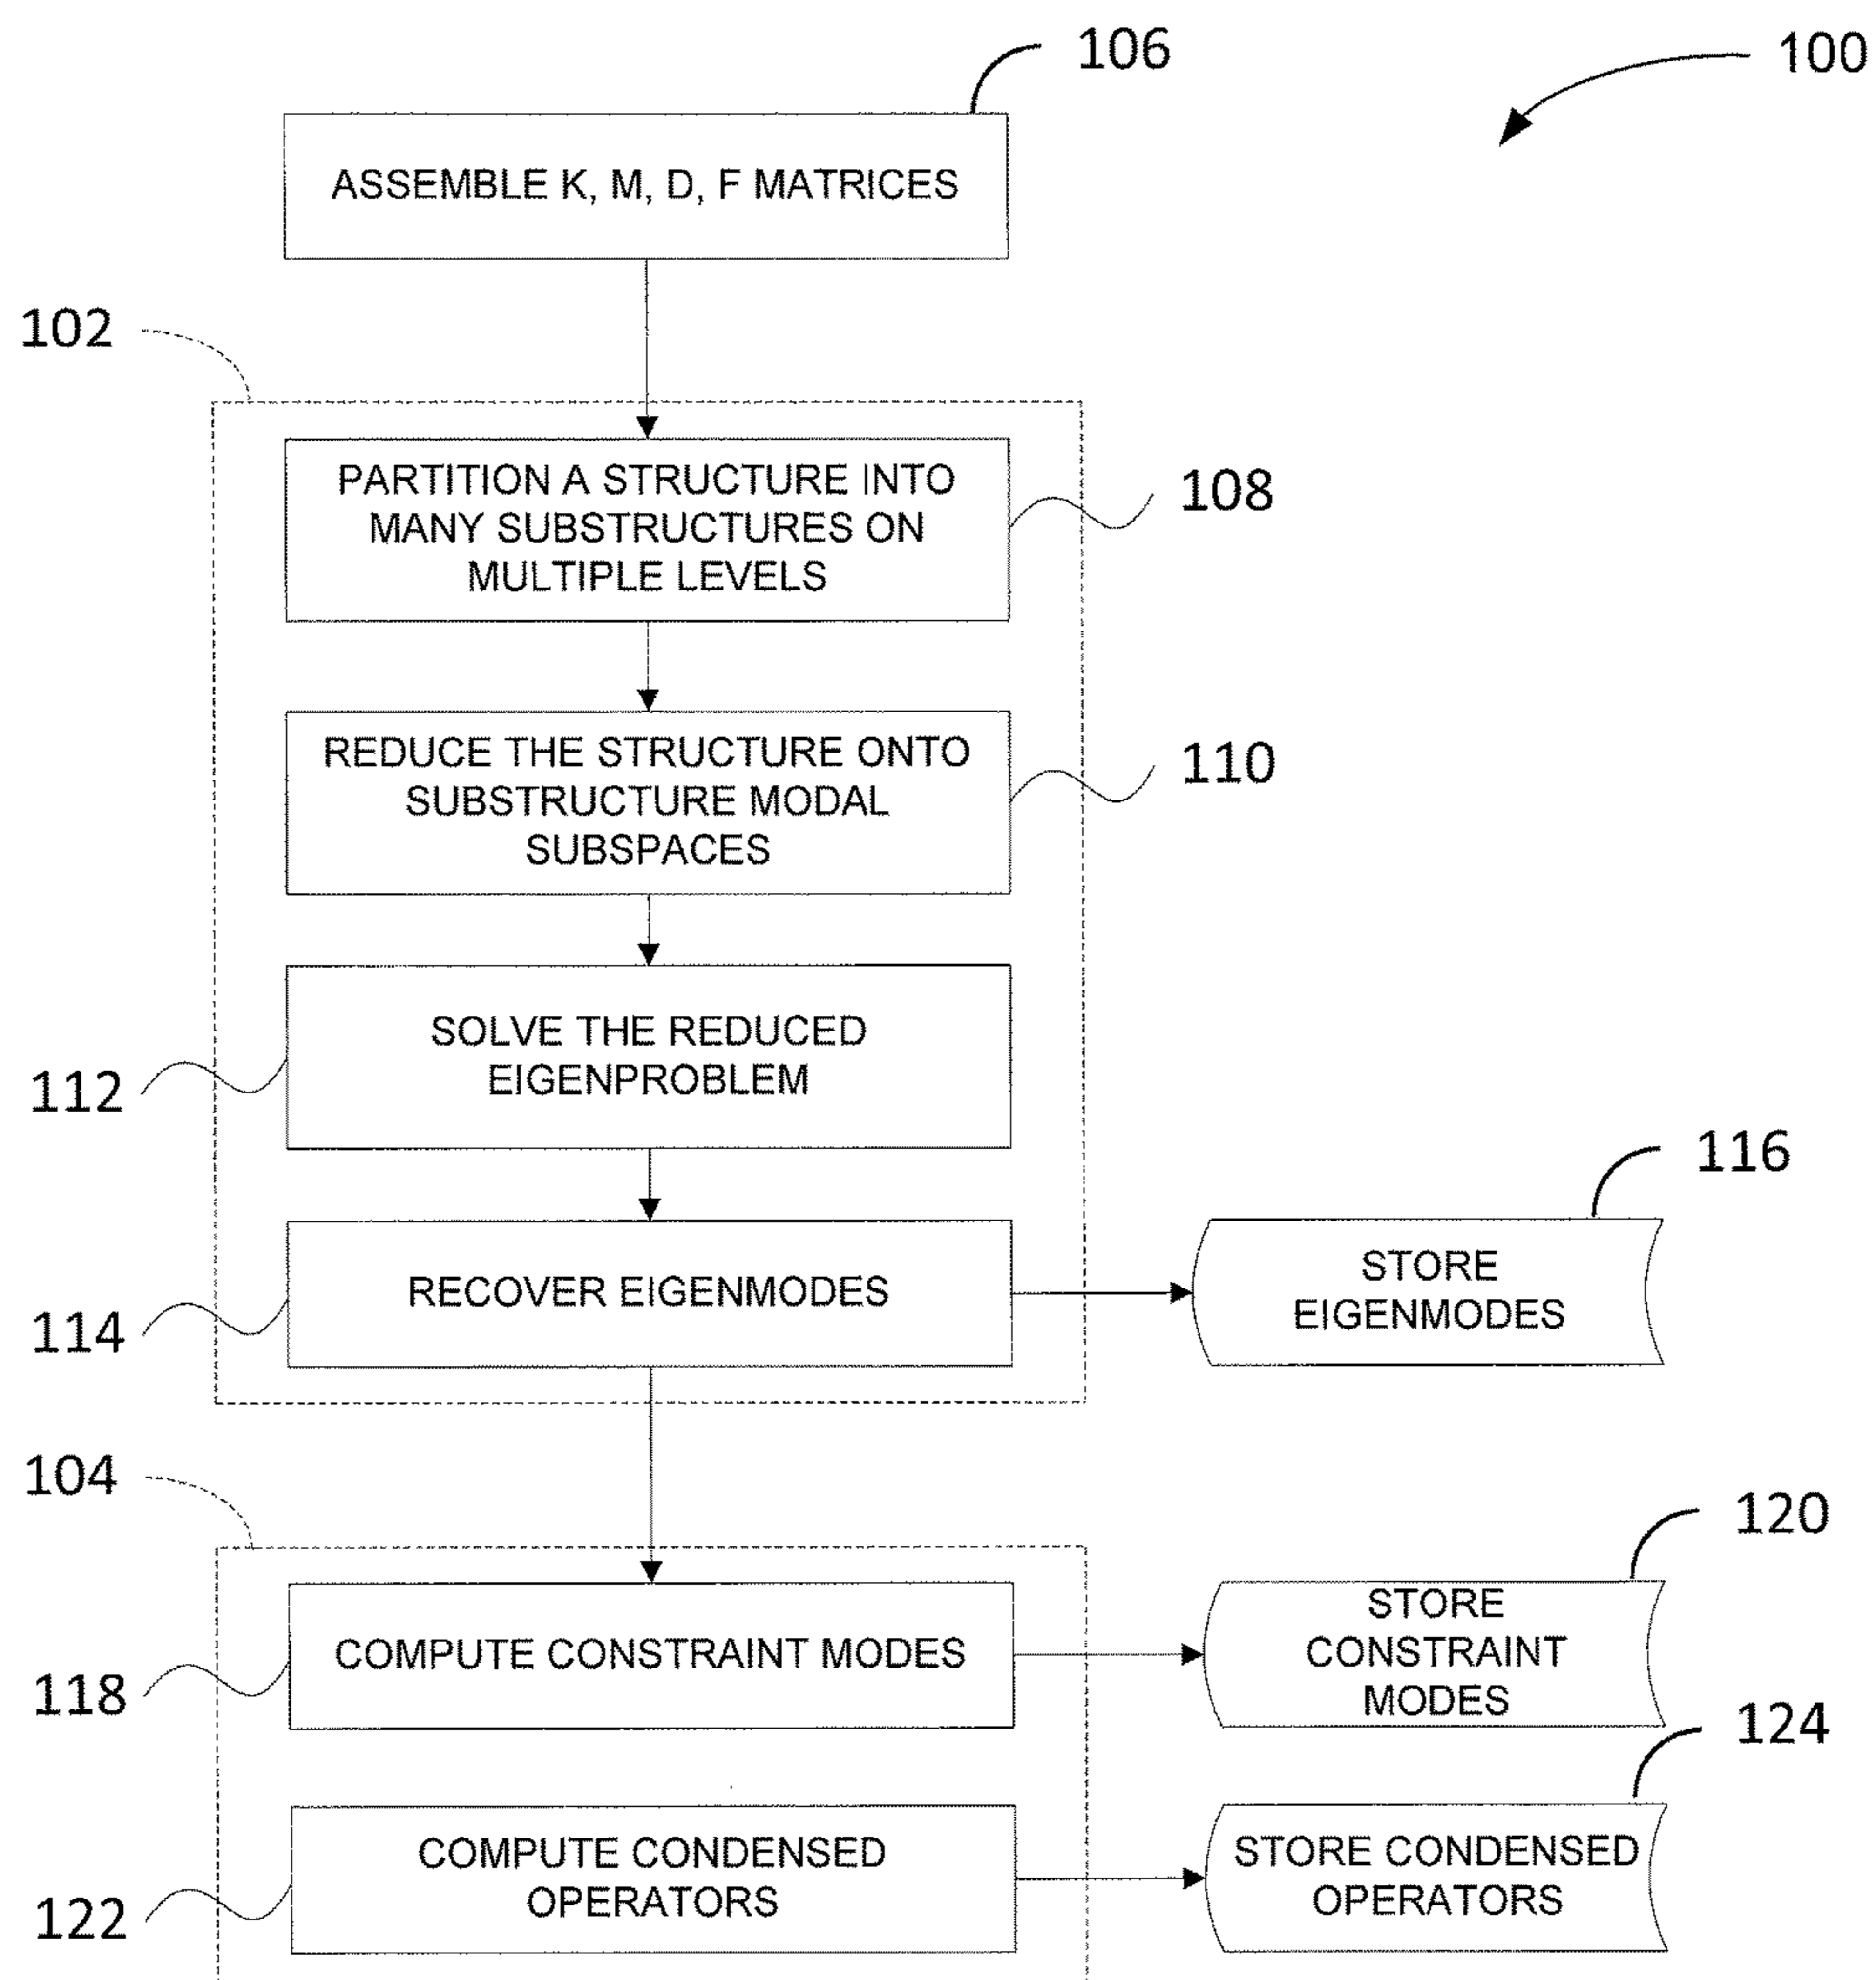 106
100
ASSEMBLE K, M, D, F MATRICES
102
PARTITION A STRUCTURE INTO
MANY SUBSTRUCTURES ON
MULTIPLE LEVELS
108
REDUCE THE STRUCTURE ONTO
SUBSTRUCTURE MODAL
SUBSPACES
110
SOLVE THE REDUCED
EIGENPROBLEM
112
RECOVER EIGENMODES
114
116
STORE
EIGENMODES
104
COMPUTE CONSTRAINT MODES
118
120
STORE
CONSTRAINT
MODES
COMPUTE CONDENSED
OPERATORS
122
124
STORE CONDENSED
OPERATORS